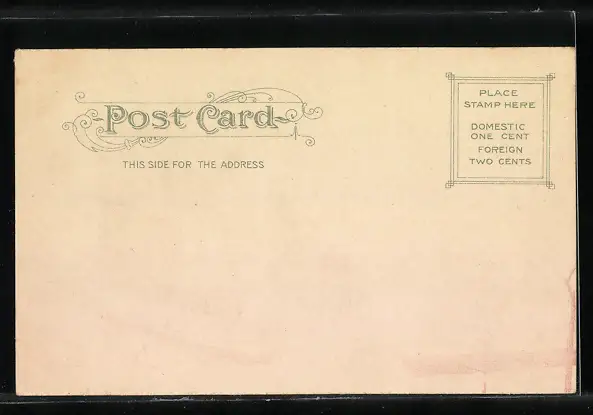 Post Card
THIS SIDE FOR THE ADDRESS
PLACE
STAMP HERE
DOMESTIC
ONE CENT
FOREIGN
TWO CENTS